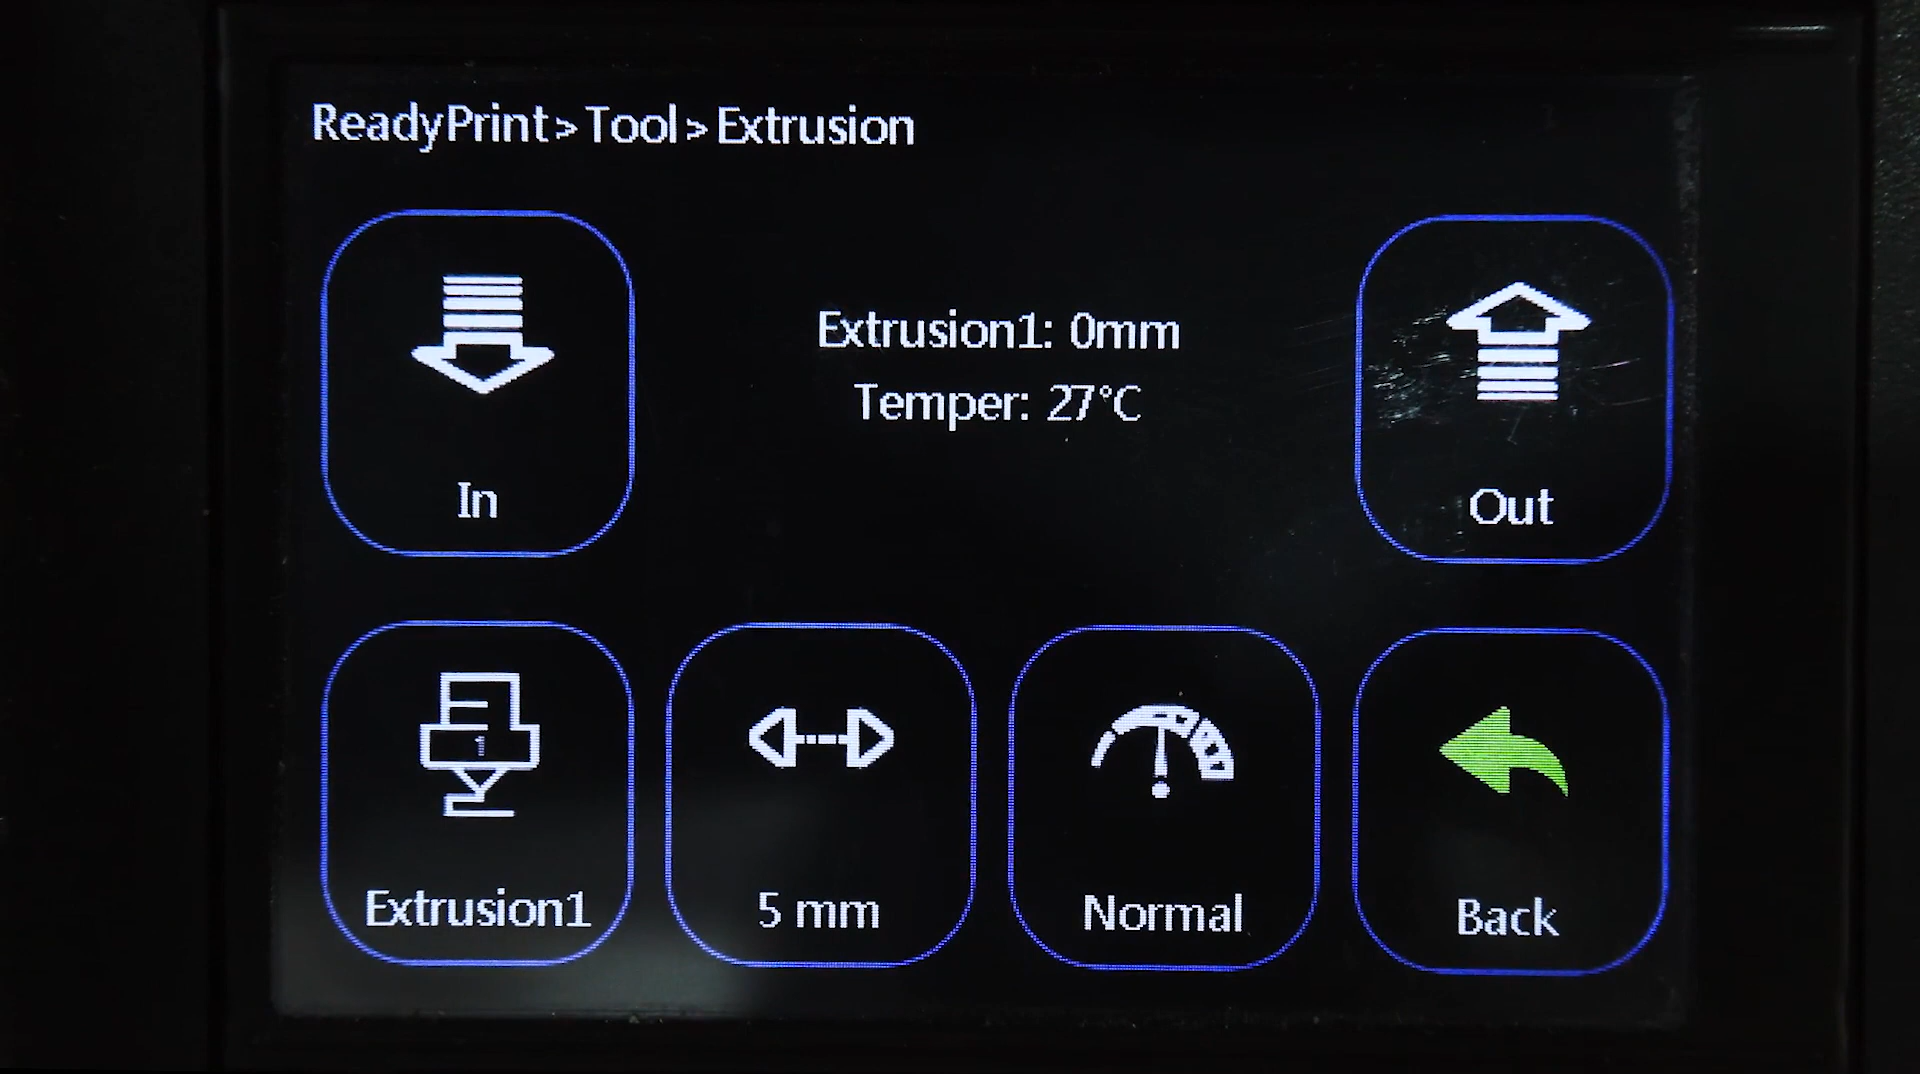 ReadyPrint>Tool>Extrusion
Extrusion1: 0mm
Temper: 27°C
In
Out
1
Extrusion1
5 mm
Normal
Back